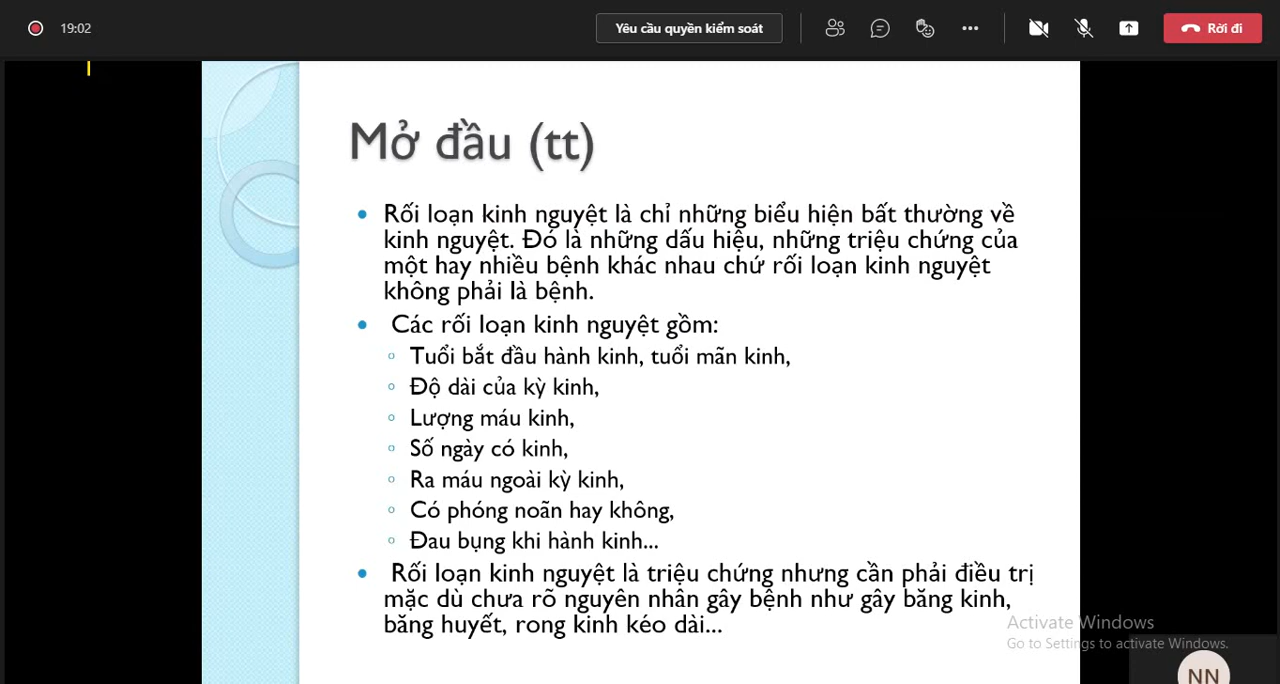 19:02
Yêu cầu quyền kiểm soát
Rời đi
Mở đầu (tt)
Rối loạn kinh nguyệt là chỉ những biểu hiện bất thường về
kinh nguyệt. Đó là những dấu hiệu, những triệu chứng của
một hay nhiều bệnh khác nhau chứ rối loạn kinh nguyệt
không phải là bệnh.
Các rối loạn kinh nguyệt gồm:
Tuổi bắt đầu hành kinh, tuổi mãn kinh,
Độ dài của kỳ kinh,
Lượng máu kinh,
Số ngày có kinh,
Ra máu ngoài kỳ kinh,
Có phóng noãn hay không,
Đau bụng khi hành kinh...
Rối loạn kinh nguyệt là triệu chứng nhưng cần phải điều trị
mặc dù chưa rõ nguyên nhân gây bệnh như gây băng kinh,
băng huyết, rong kinh kéo dài...
Activate Windows
Go to Settings to activate Windows.
NN